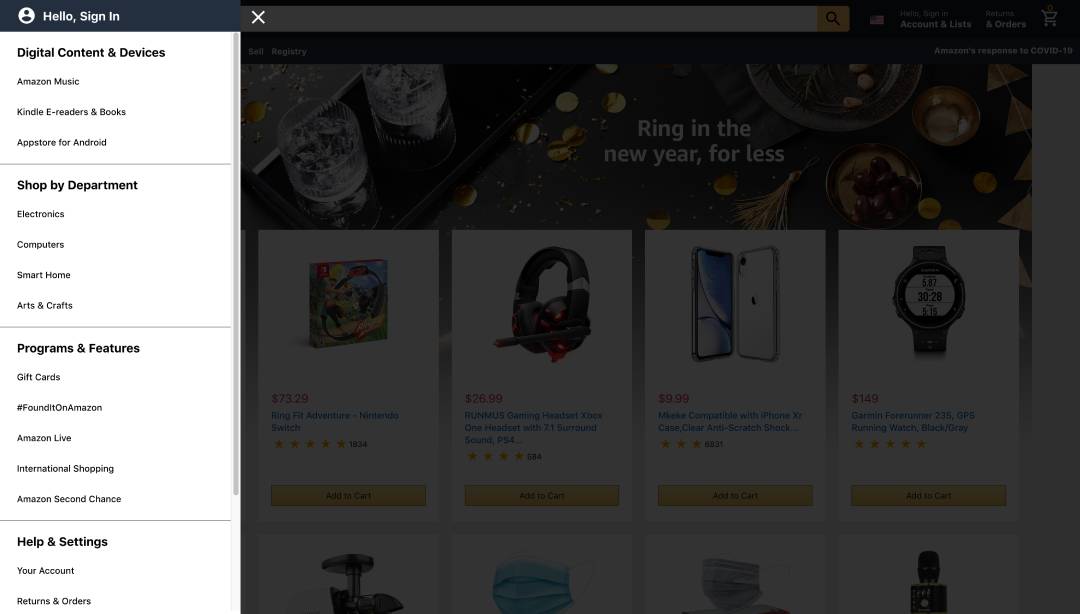 Hello, Sign In
Digital Content & Devices
Amazon Music
Kindle E-readers & Books
Appstore for Android
Shop by Department
Electronics
Computers
Smart Home
Arts & Crafts
Programs & Features
Gift Cards
#FoundItOnAmazon
Amazon Live
International Shopping
Amazon Second Chance
Help & Settings
Your Account
Returns & Orders
Hello, Sign in
Account & Lists
Returns
& Orders
0
Sell Registry
Amazon's response to COVID-19
Ring in the
new year, for less
$73.29
Ring Fit Adventure - Nintendo
Switch
1834
Add to Cart
$26.99
RUNMUS Gaming Headset Xbox
One Headset with 7.1 Surround
Sound, PS4...
584
Add to Cart
$9.99
Mkeke Compatible with iPhone Xr
Case,Clear Anti-Scratch Shock...
6831
Add to Cart
5.87
30:28
5.15
$149
Garmin Forerunner 235, GPS
Running Watch, Black/Gray
Add to Cart